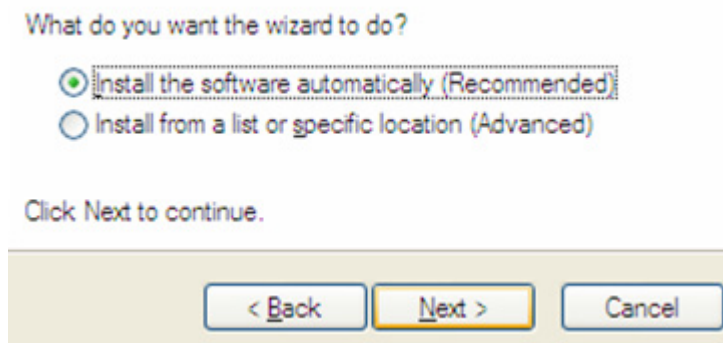 What do you want the wizard to do?
Install the software automatically (Recommended)
Install from a list or specific location (Advanced)
Click Next to continue.
< Back Next > Cancel